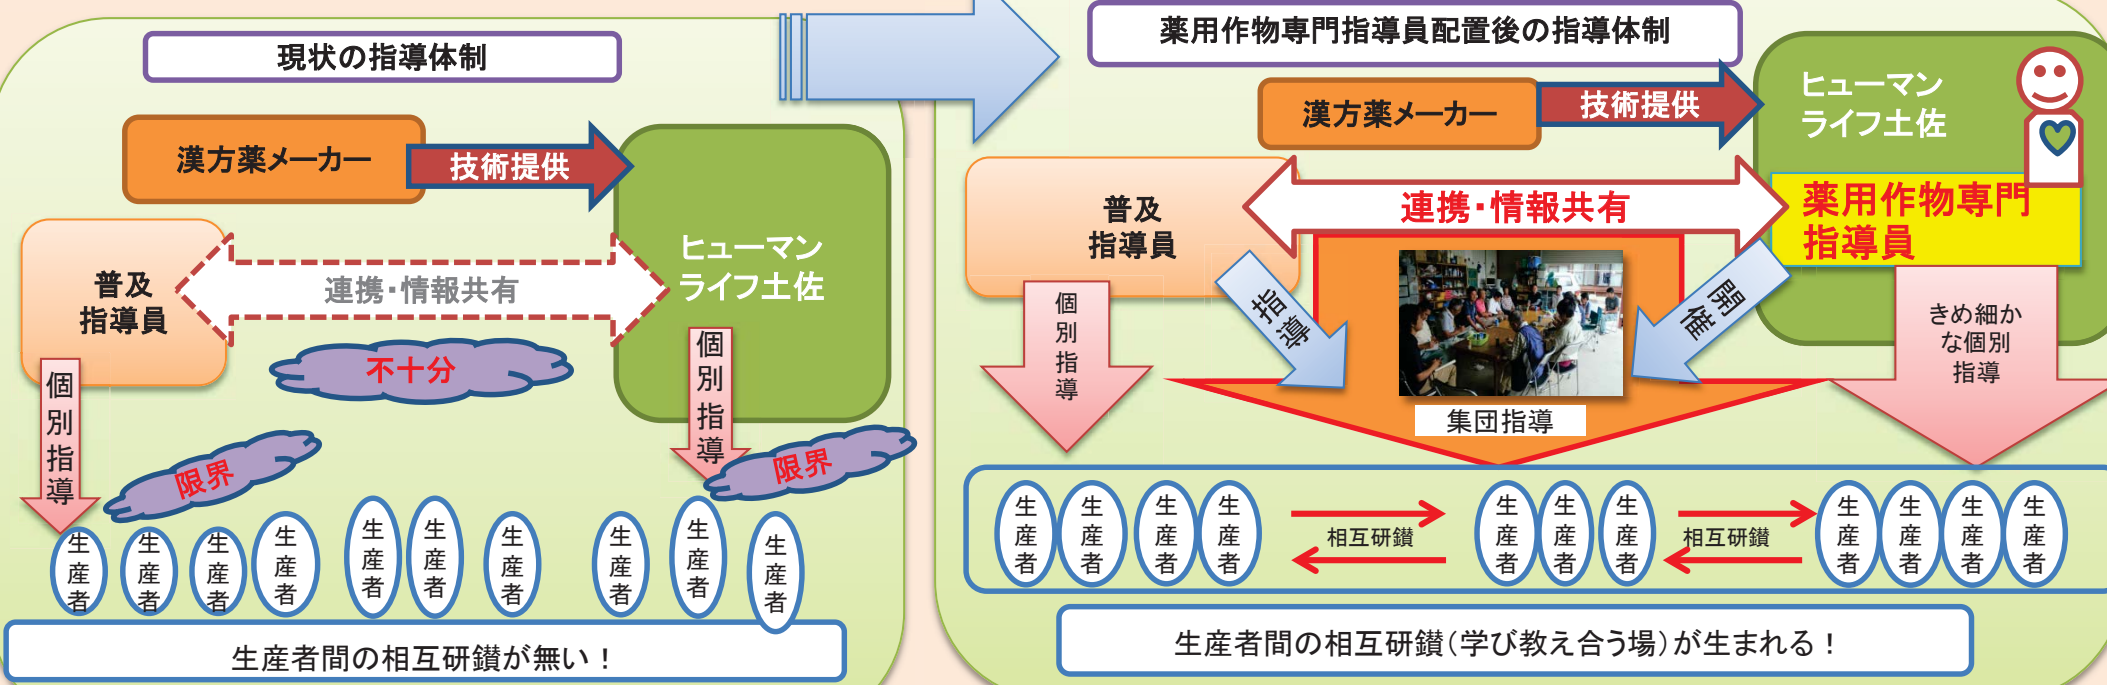 現状の指導体制
漢方薬メーカー
技術提供
ヒューマン
ライフ土佐
普及
指導員
連携・情報共有
不十分
個別指導
個別指導
限界
限界
生産者
生産者
生産者
生産者
生産者
生産者
生産者
生産者
生産者
生産者
生産者間の相互研鑚が無い！
薬用作物専門指導員配置後の指導体制
漢方薬メーカー
技術提供
ヒューマン
ライフ土佐
普及
指導員
連携・情報共有
薬用作物専門
指導員
個別指導
指導
開催
集団指導
きめ細か
な個別
指導
生産者
生産者
生産者
生産者
相互研鑚
生産者
生産者
生産者
相互研鑚
生産者
生産者
生産者
生産者
生産者間の相互研鑚（学び教え合う場）が生まれる！